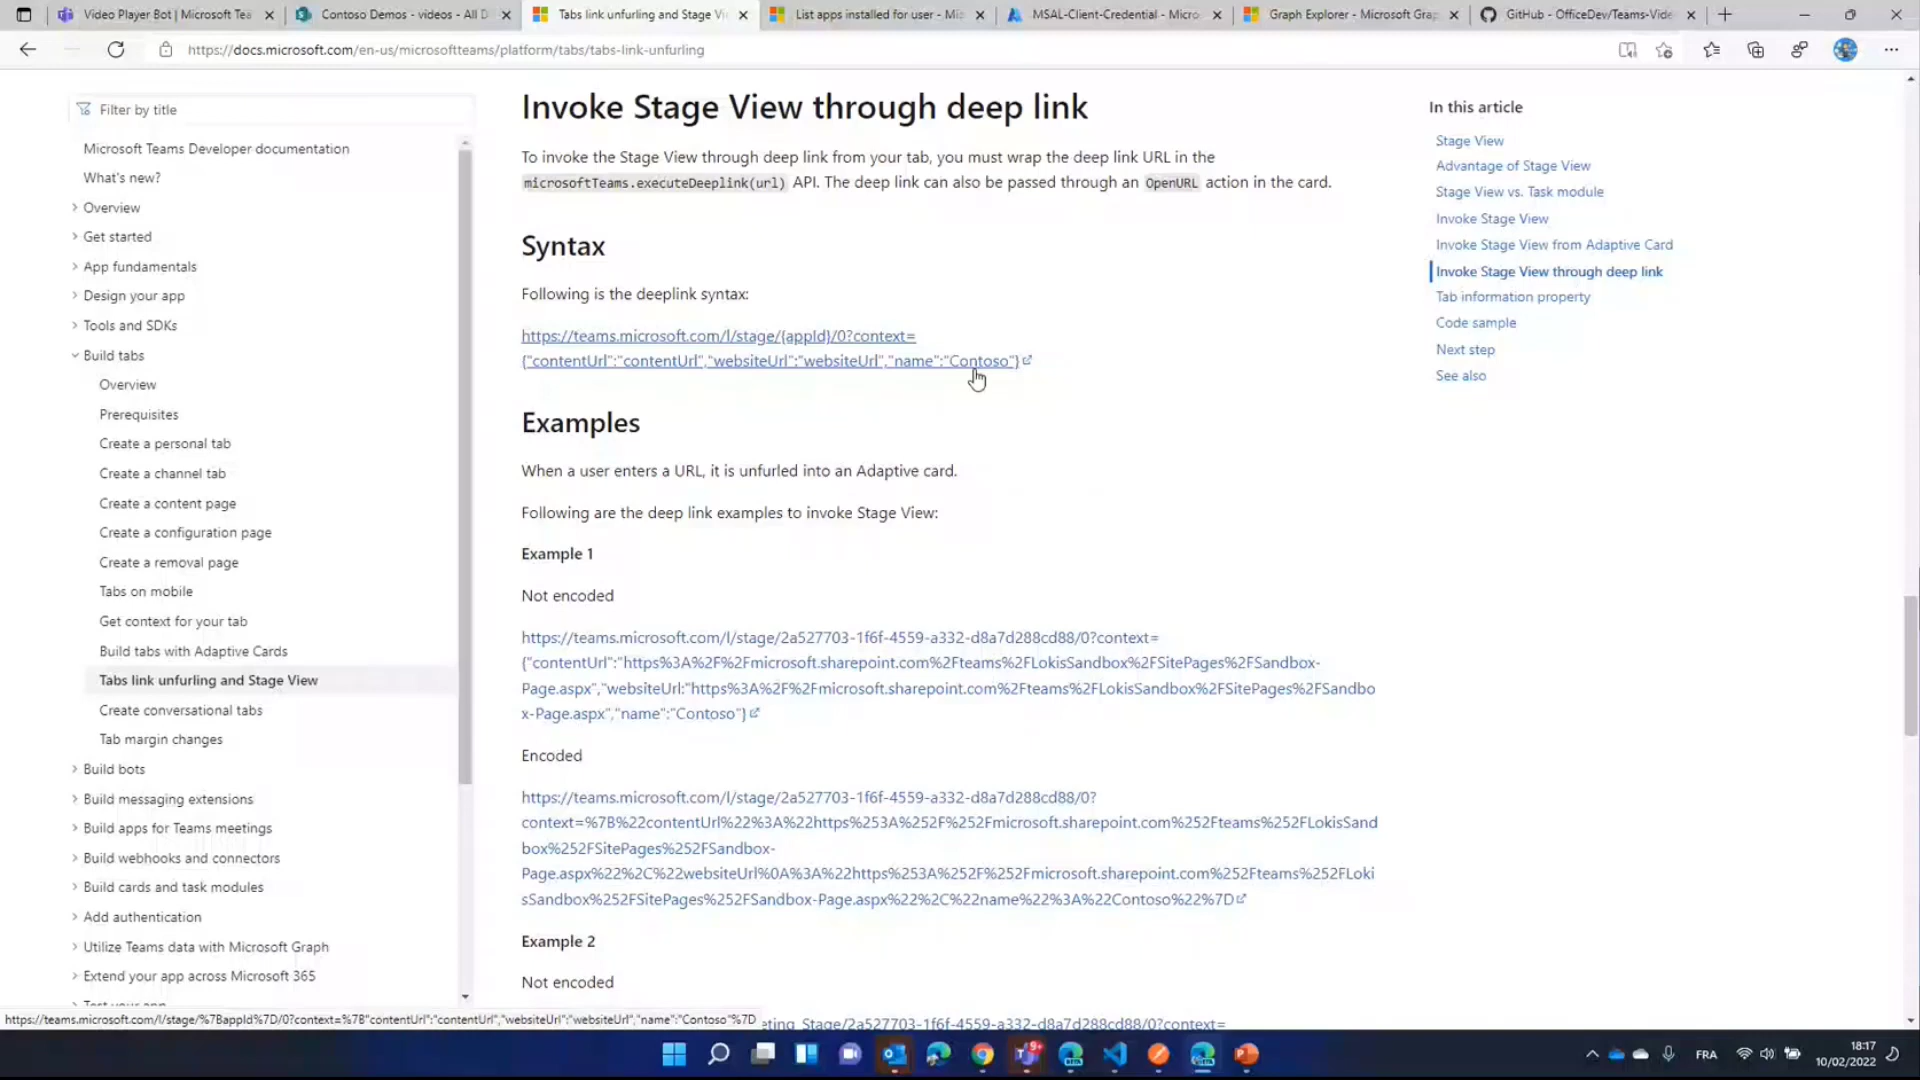 Video Player Bot | Microsoft Tea
Contoso Demos - videos - All D
Tabs link unfurling and Stage Vi
List apps installed for user - Mic
MSAL-Client-Credential - Micro
Graph Explorer - Microsoft Grap
GitHub - OfficeDev/Teams-Vide
https://docs.microsoft.com/en-us/microsoftteams/platform/tabs/tabs-link-unfurling
Filter by title
Microsoft Teams Developer documentation
What's new?
Overview
Get started
App fundamentals
Design your app
Tools and SDKs
Build tabs
Overview
Prerequisites
Create a personal tab
Create a channel tab
Create a content page
Create a configuration page
Create a removal page
Tabs on mobile
Get context for your tab
Build tabs with Adaptive Cards
Tabs link unfurling and Stage View
Create conversational tabs
Tab margin changes
Build bots
Build messaging extensions
Build apps for Teams meetings
Build webhooks and connectors
Build cards and task modules
Add authentication
Utilize Teams data with Microsoft Graph
Extend your app across Microsoft 365
Test your app
Invoke Stage View through deep link
To invoke the Stage View through deep link from your tab, you must wrap the deep link URL in the
microsoftTeams.executeDeeplink(url) API. The deep link can also be passed through an OpenURL action in the card.
Syntax
Following is the deeplink syntax:
https://teams.microsoft.com/l/stage/{appId}/0?context=
{"contentUrl":"contentUrl","websiteUrl":"websiteUrl","name":"Contoso"}
Examples
When a user enters a URL, it is unfurled into an Adaptive card.
Following are the deep link examples to invoke Stage View:
Example 1
Not encoded
https://teams.microsoft.com/l/stage/2a527703-1f6f-4559-a332-d8a7d288cd88/0?context=
{"contentUrl":"https%3A%2F%2Fmicrosoft.sharepoint.com%2Fteams%2FLokisSandbox%2FSitePages%2FSandbox-
Page.aspx","websiteUrl:"https%3A%2F%2Fmicrosoft.sharepoint.com%2Fteams%2FLokisSandbox%2FSitePages%2FSandbo
x-Page.aspx","name":"Contoso"}
Encoded
https://teams.microsoft.com/l/stage/2a527703-1f6f-4559-a332-d8a7d288cd88/0?
context=%7B%22contentUrl%22%3A%22https%253A%252F%252Fmicrosoft.sharepoint.com%252Fteams%252FLokisSand
box%252FSitePages%252FSandbox-
Page.aspx%22%2C%22websiteUrl%0A%3A%22https%253A%252F%252Fmicrosoft.sharepoint.com%252Fteams%252FLoki
sSandbox%252FSitePages%252FSandbox-Page.aspx%22%2C%22name%22%3A%22Contoso%22%7D
Example 2
Not encoded
eting_Stage/2a527703-1f6f-4559-a332-d8a7d288cd88/0?context=
In this article
Stage View
Advantage of Stage View
Stage View vs. Task module
Invoke Stage View
Invoke Stage View from Adaptive Card
Invoke Stage View through deep link
Tab information property
Code sample
Next step
See also
https://teams.microsoft.com/l/stage/%7BappId%7D/0?context=%7B"contentUrl":"contentUrl","websiteUrl":"websiteUrl","name":"Contoso"%7D
FRA
18:17
10/02/2022